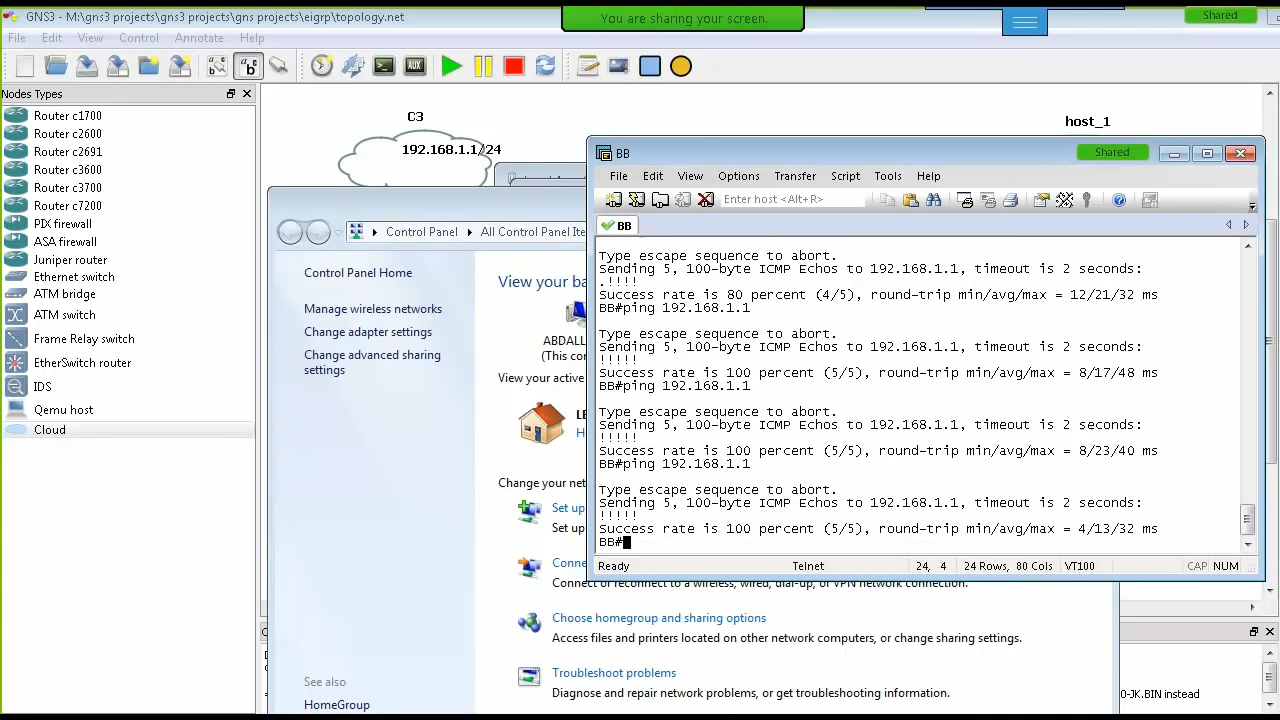 GNS3 - M:\gns3 projects\gns3 projects\gns projects\eigrp\topology.net
You are sharing your screen.
Shared
File Edit View Control Annotate Help
AUX
Nodes Types
Router c1700
Router c2600
Router c2691
Router c3600
Router c3700
Router c7200
PIX firewall
ASA firewall
Juniper router
Ethernet switch
ATM bridge
ATM switch
Frame Relay switch
EtherSwitch router
IDS
Qemu host
Cloud
C3
192.168.1.1/24
host_1
Control Panel All Control Panel Ite
Control Panel Home
Manage wireless networks
Change adapter settings
Change advanced sharing
settings
See also
HomeGroup
View your ba
ABDALL
(This con
View your active
LE
H
Change your net
Set up
Set up
Conne
Connect or reconnect to a wireless, wired, dial-up, or VPN network connection.
Choose homegroup and sharing options
Access files and printers located on other network computers, or change sharing settings.
Troubleshoot problems
Diagnose and repair network problems, or get troubleshooting information.
BB
Shared
File Edit View Options Transfer Script Tools Help
Enter host <Alt+R>
BB
Type escape sequence to abort.
Sending 5, 100-byte ICMP Echos to 192.168.1.1, timeout is 2 seconds:
.!!!!
Success rate is 80 percent (4/5), round-trip min/avg/max = 12/21/32 ms
BB#ping 192.168.1.1
Type escape sequence to abort.
Sending 5, 100-byte ICMP Echos to 192.168.1.1, timeout is 2 seconds:
!!!!!
Success rate is 100 percent (5/5), round-trip min/avg/max = 8/17/48 ms
BB#ping 192.168.1.1
Type escape sequence to abort.
Sending 5, 100-byte ICMP Echos to 192.168.1.1, timeout is 2 seconds:
!!!!!
Success rate is 100 percent (5/5), round-trip min/avg/max = 8/23/40 ms
BB#ping 192.168.1.1
Type escape sequence to abort.
Sending 5, 100-byte ICMP Echos to 192.168.1.1, timeout is 2 seconds:
!!!!!
Success rate is 100 percent (5/5), round-trip min/avg/max = 4/13/32 ms
BB#
Ready Telnet 24, 4 24 Rows, 80 Cols VT100 CAP NUM
0-JK.BIN instead